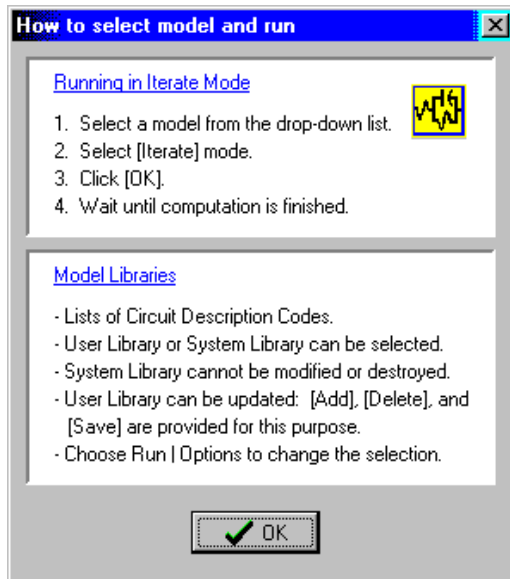 How to select model and run
Running in Iterate Mode
1. Select a model from the drop-down list.
2. Select [Iterate] mode.
3. Click [OK].
4. Wait until computation is finished.
Model Libraries
- Lists of Circuit Description Codes.
- User Library or System Library can be selected.
- System Library cannot be modified or destroyed.
- User Library can be updated: [Add], [Delete], and
[Save] are provided for this purpose.
- Choose Run | Options to change the selection.
OK